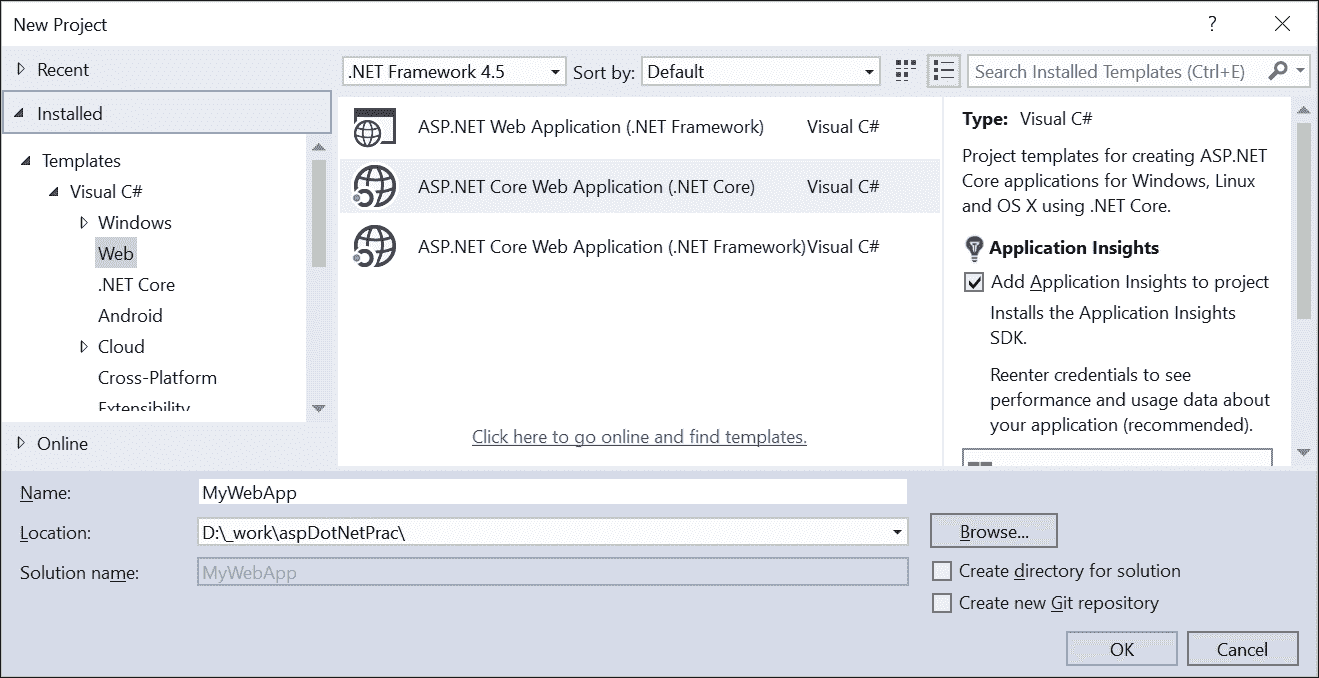 New Project
?
Recent
Installed
Templates
Visual C#
Windows
Web
.NET Core
Android
Cloud
Cross-Platform
Extensibility
Online
.NET Framework 4.5
Sort by:
Default
Search Installed Templates (Ctrl+E)
ASP.NET Web Application (.NET Framework) Visual C#
ASP.NET Core Web Application (.NET Core) Visual C#
ASP.NET Core Web Application (.NET Framework) Visual C#
Click here to go online and find templates.
Type: Visual C#
Project templates for creating ASP.NET
Core applications for Windows, Linux
and OS X using .NET Core.
Application Insights
Add Application Insights to project
Installs the Application Insights
SDK.
Reenter credentials to see
performance and usage data about
your application (recommended).
Name: MyWebApp
Location: D:\_work\aspDotNetPrac\
Browse...
Solution name: MyWebApp
Create directory for solution
Create new Git repository
OK
Cancel